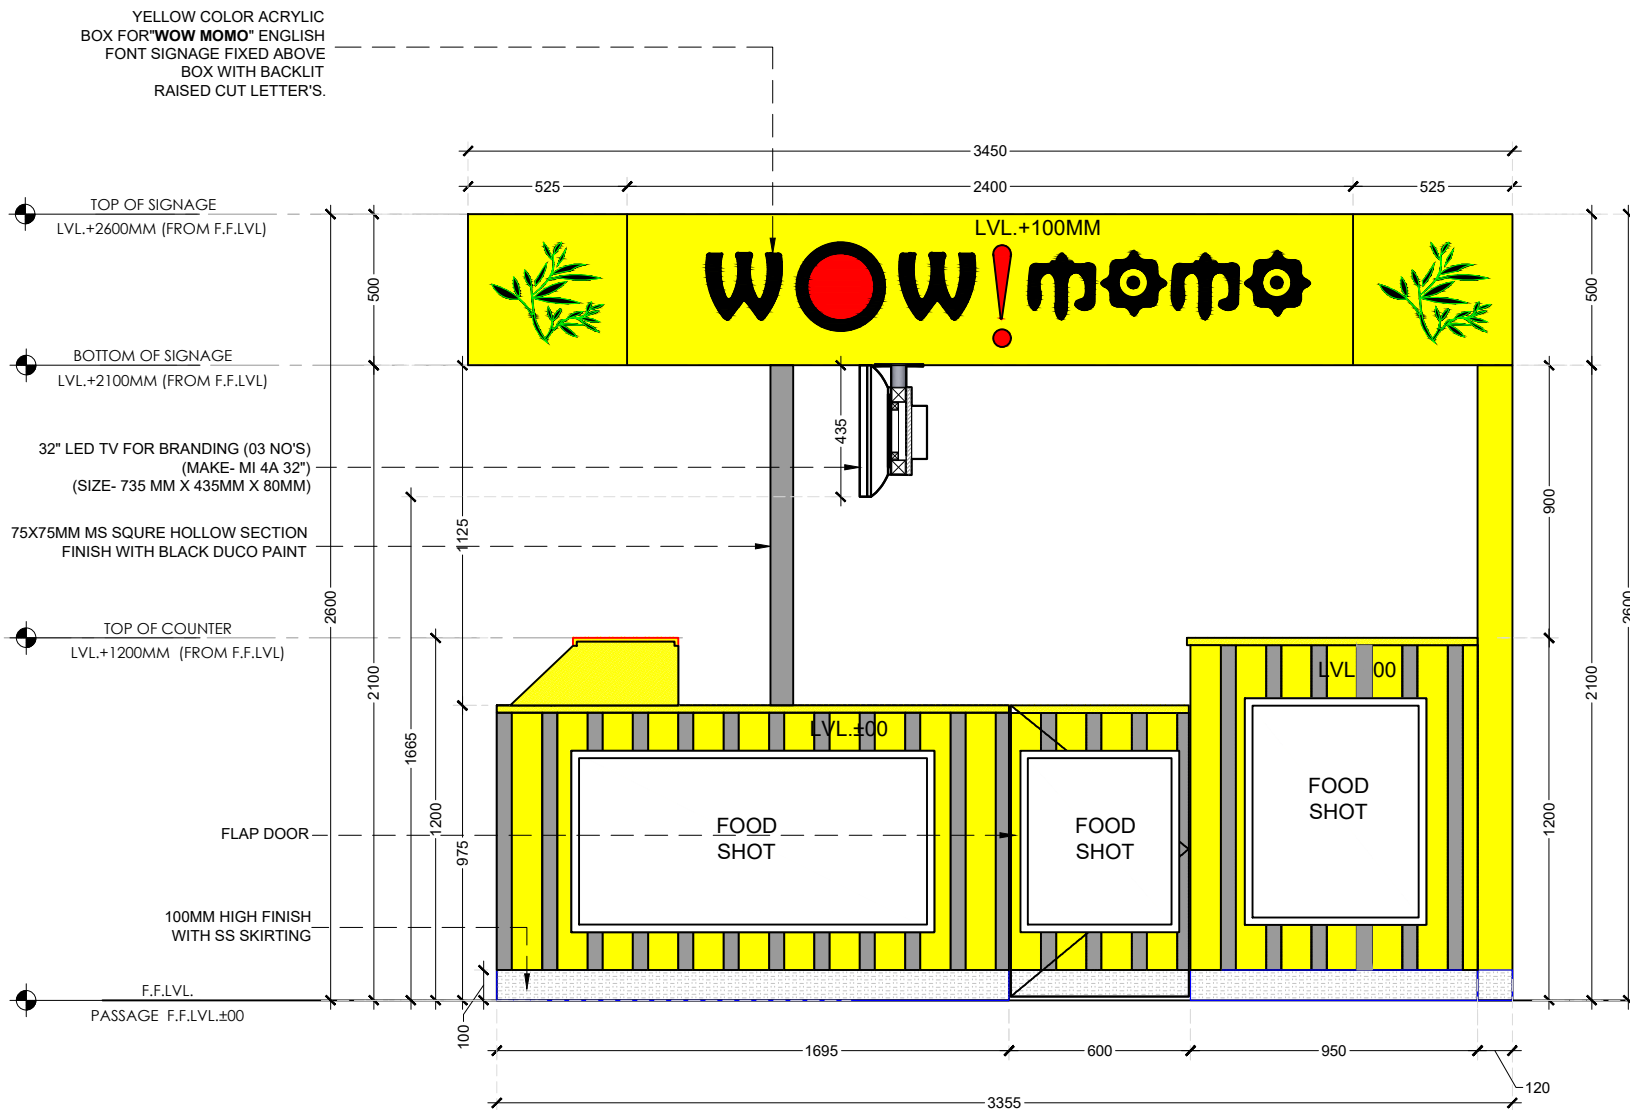 YELLOW COLOR ACRYLIC
BOX FOR"WOW MOMO" ENGLISH
FONT SIGNAGE FIXED ABOVE
BOX WITH BACKLIT
RAISED CUT LETTER'S.
3450
525
2400
525
TOP OF SIGNAGE
LVL.+2600MM (FROM F.F.LVL)
LVL.+100MM
WOW!momo
500
500
BOTTOM OF SIGNAGE
LVL.+2100MM (FROM F.F.LVL)
435
32" LED TV FOR BRANDING (03 NO'S)
(MAKE- MI 4A 32")
(SIZE- 735 MM X 435MM X 80MM)
900
1125
75X75MM MS SQURE HOLLOW SECTION
FINISH WITH BLACK DUCO PAINT
2600
2600
TOP OF COUNTER
LVL.+1200MM (FROM F.F.LVL)
2100
2100
LVL 00
LVL.±00
1665
1200
1200
975
FOOD
SHOT
FOOD
SHOT
FOOD
SHOT
FLAP DOOR
100MM HIGH FINISH
WITH SS SKIRTING
F.F.LVL.
PASSAGE F.F.LVL.±00
100
1695
600
950
120
3355